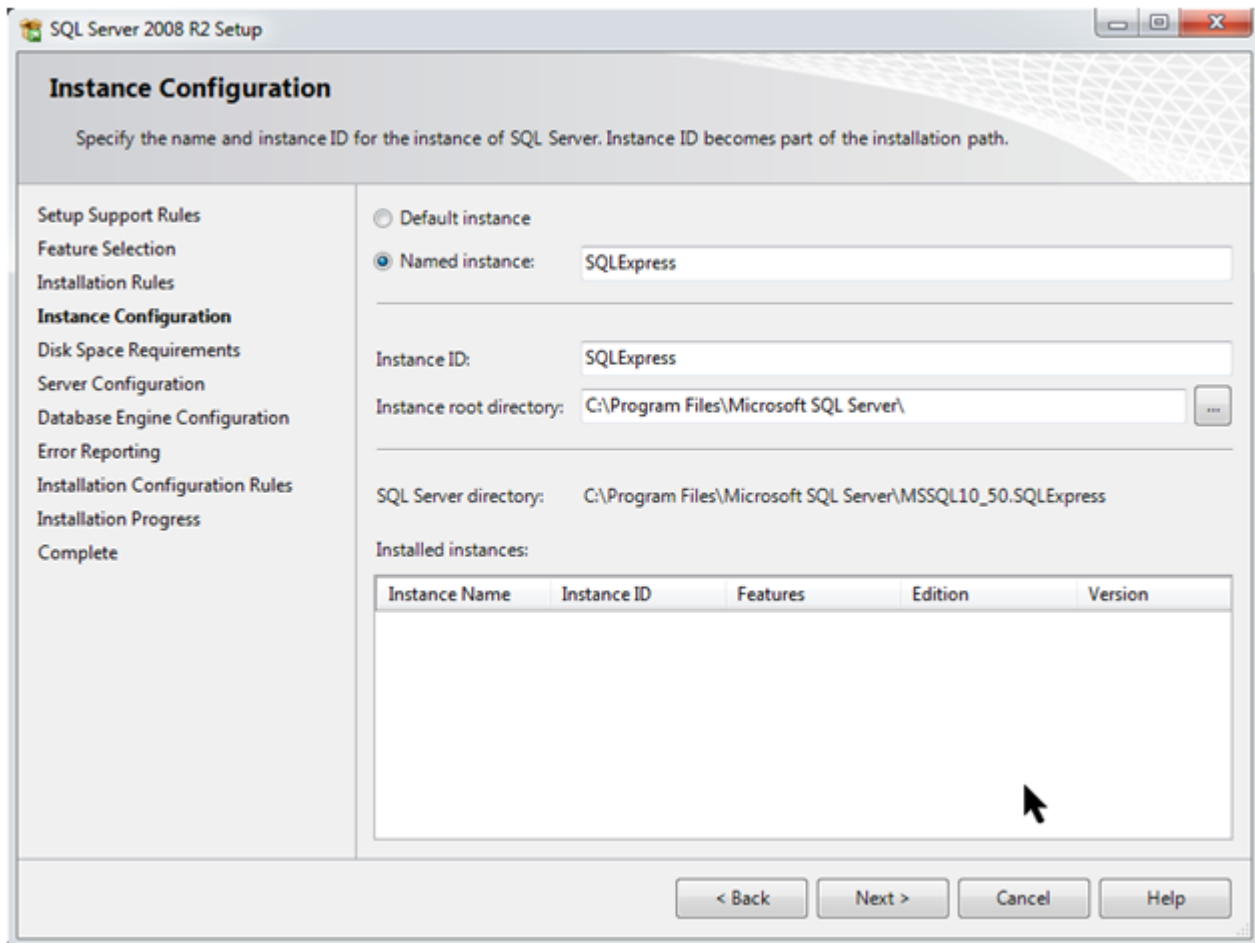 SQL Server 2008 R2 Setup
Instance Configuration
Specify the name and instance ID for the instance of SQL Server. Instance ID becomes part of the installation path.
Setup Support Rules
Feature Selection
Installation Rules
Instance Configuration
Disk Space Requirements
Server Configuration
Database Engine Configuration
Error Reporting
Installation Configuration Rules
Installation Progress
Complete
Default instance
Named instance: SQLExpress
Instance ID: SQLExpress
Instance root directory: C:\Program Files\Microsoft SQL Server\ ...
SQL Server directory: C:\Program Files\Microsoft SQL Server\MSSQL10_50.SQLExpress
Installed instances:
Instance Name Instance ID Features Edition Version
< Back Next > Cancel Help